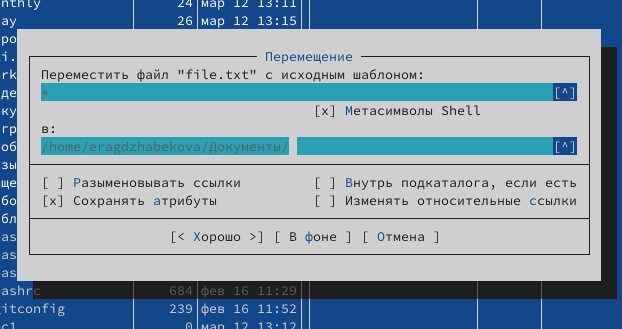 nthly 24 мар 12 13:11
ay 26 мар 12 13:15
Перемещение
Переместить файл "file.txt" с исходным шаблоном:
* [^]
[x] Метасимволы Shell
в:
/home/eragdzhabekova/Документы/ [^]
[ ] Разыменовывать ссылки [ ] Внутрь подкаталога, если есть
[x] Сохранять атрибуты [ ] Изменять относительные ссылки
[< Хорошо >] [ В фоне ] [ Отмена ]
ashrc 684 фев 16 11:29
itconfig 239 фев 16 11:52
0 мар 12 13:12